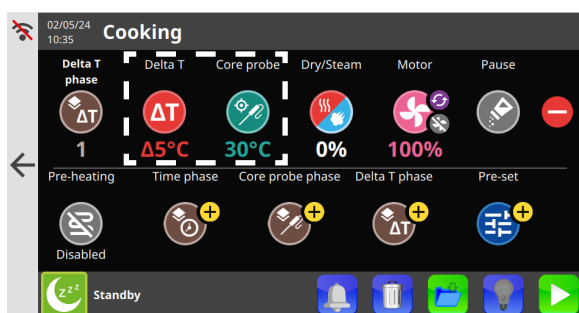 02/05/24
10:35
Cooking
Delta T phase
Delta T
Core probe
Dry/Steam
Motor
Pause
ΔT
ΔT
1
Δ5°C
30°C
0%
100%
Pre-heating
Time phase
Core probe phase
Delta T phase
Pre-set
ΔT
Disabled
zzz
Standby